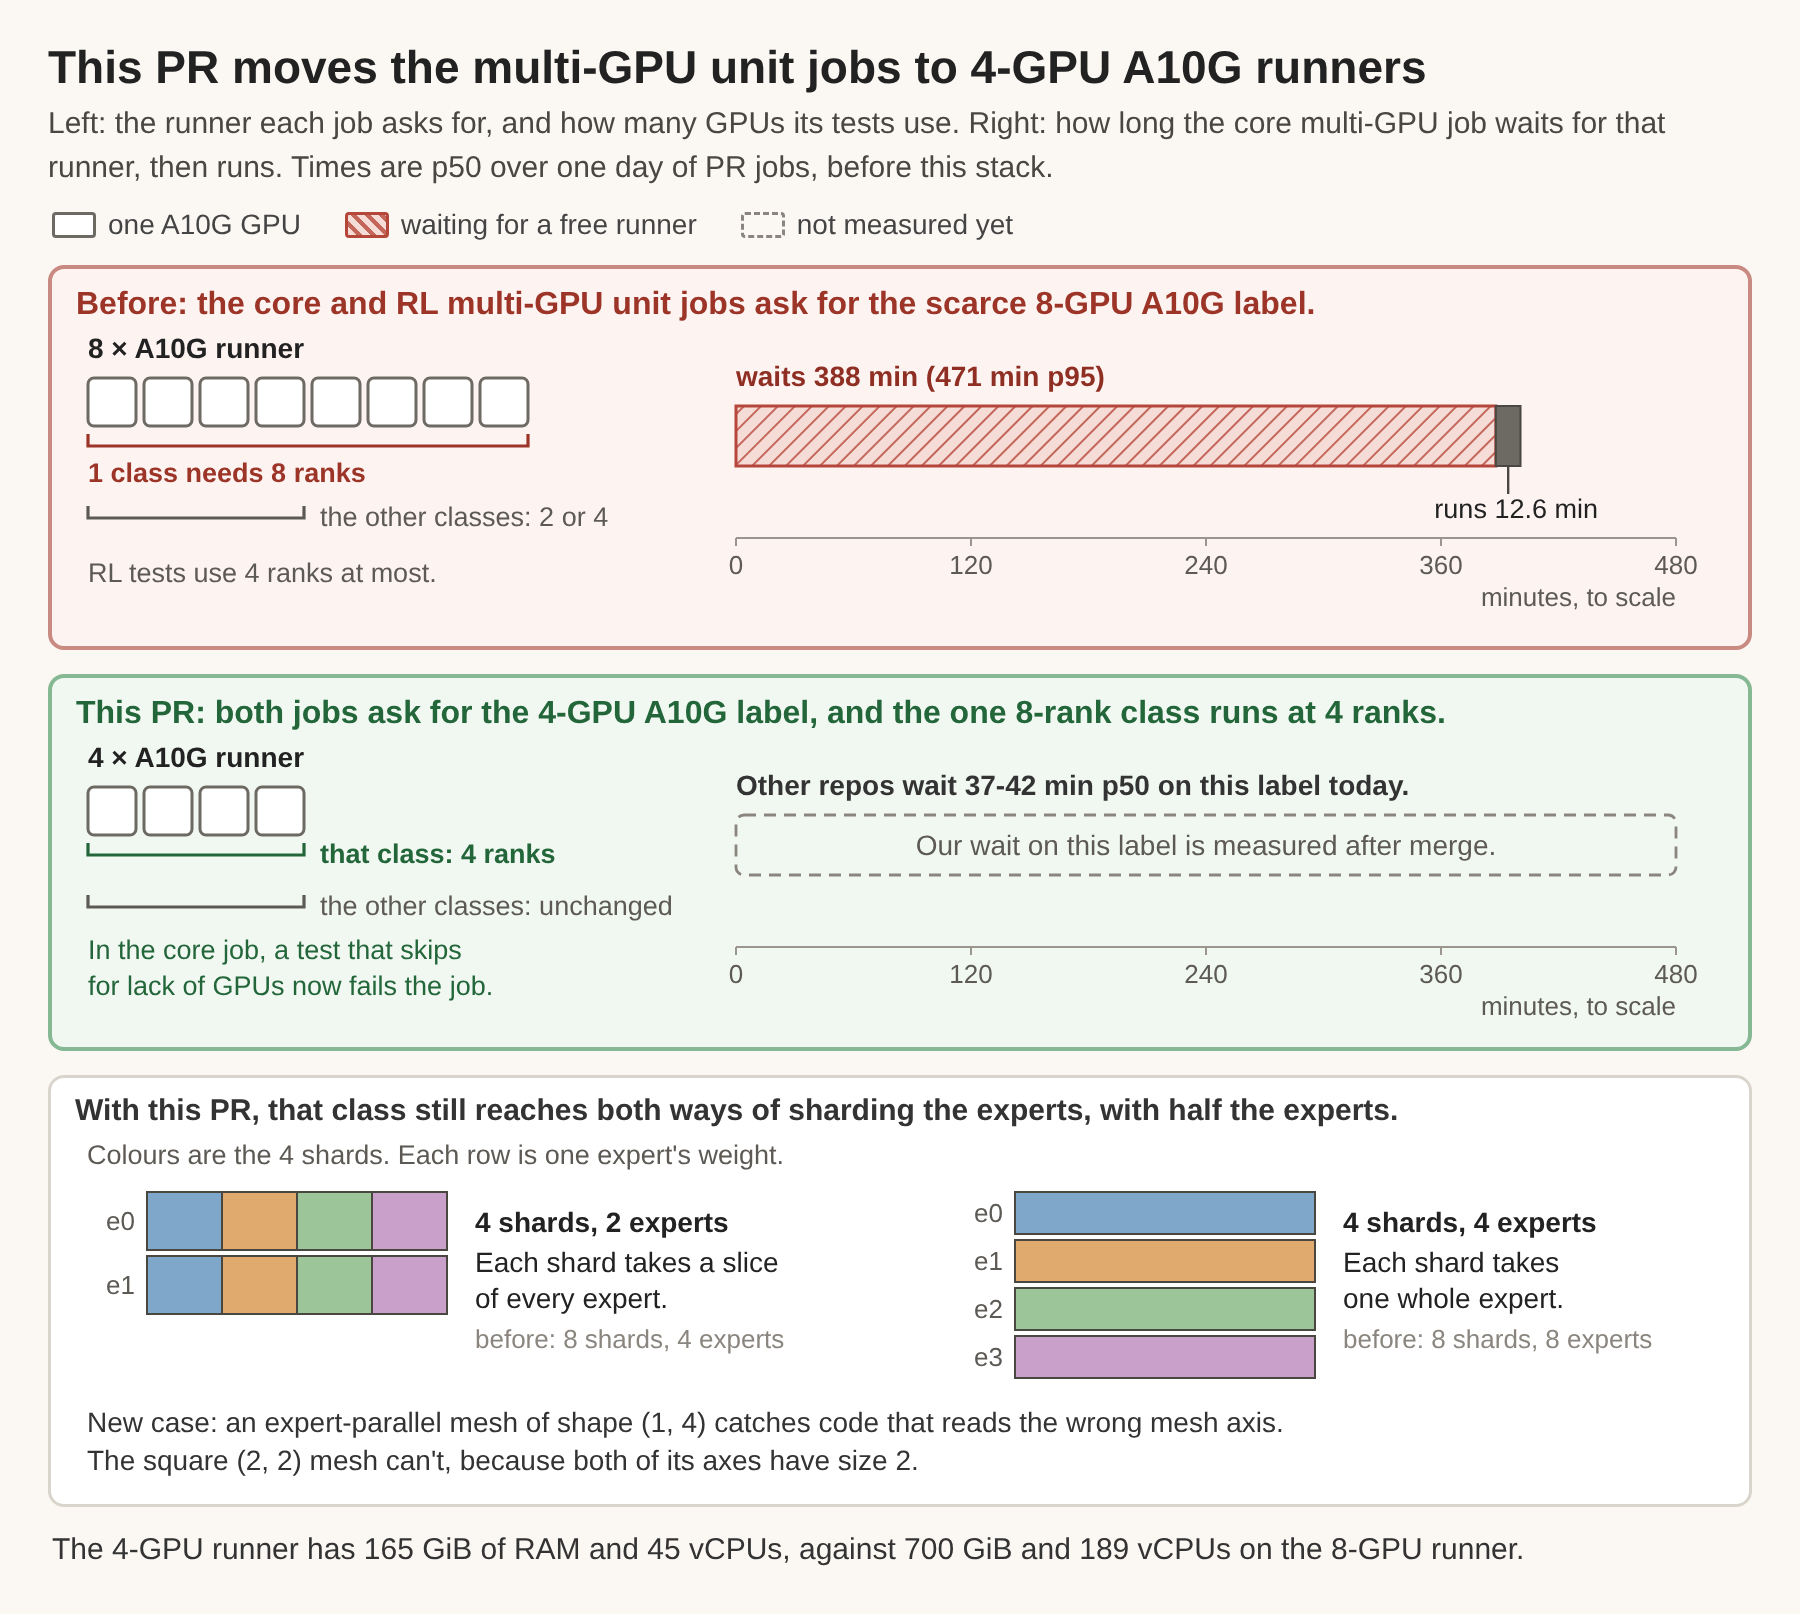 This PR moves the multi-GPU unit jobs to 4-GPU A10G runners
Left: the runner each job asks for, and how many GPUs its tests use. Right: how long the core multi-GPU job waits for that
runner, then runs. Times are p50 over one day of PR jobs, before this stack.
one A10G GPU
waiting for a free runner
not measured yet
Before: the core and RL multi-GPU unit jobs ask for the scarce 8-GPU A10G label.
8 × A10G runner
1 class needs 8 ranks
the other classes: 2 or 4
RL tests use 4 ranks at most.
waits 388 min (471 min p95)
runs 12.6 min
0 120 240 360 480
minutes, to scale
This PR: both jobs ask for the 4-GPU A10G label, and the one 8-rank class runs at 4 ranks.
4 × A10G runner
that class: 4 ranks
the other classes: unchanged
In the core job, a test that skips
for lack of GPUs now fails the job.
Other repos wait 37-42 min p50 on this label today.
Our wait on this label is measured after merge.
0 120 240 360 480
minutes, to scale
With this PR, that class still reaches both ways of sharding the experts, with half the experts.
Colours are the 4 shards. Each row is one expert's weight.
e0
e1
4 shards, 2 experts
Each shard takes a slice
of every expert.
before: 8 shards, 4 experts
e0
e1
e2
e3
4 shards, 4 experts
Each shard takes
one whole expert.
before: 8 shards, 8 experts
New case: an expert-parallel mesh of shape (1, 4) catches code that reads the wrong mesh axis.
The square (2, 2) mesh can't, because both of its axes have size 2.
The 4-GPU runner has 165 GiB of RAM and 45 vCPUs, against 700 GiB and 189 vCPUs on the 8-GPU runner.